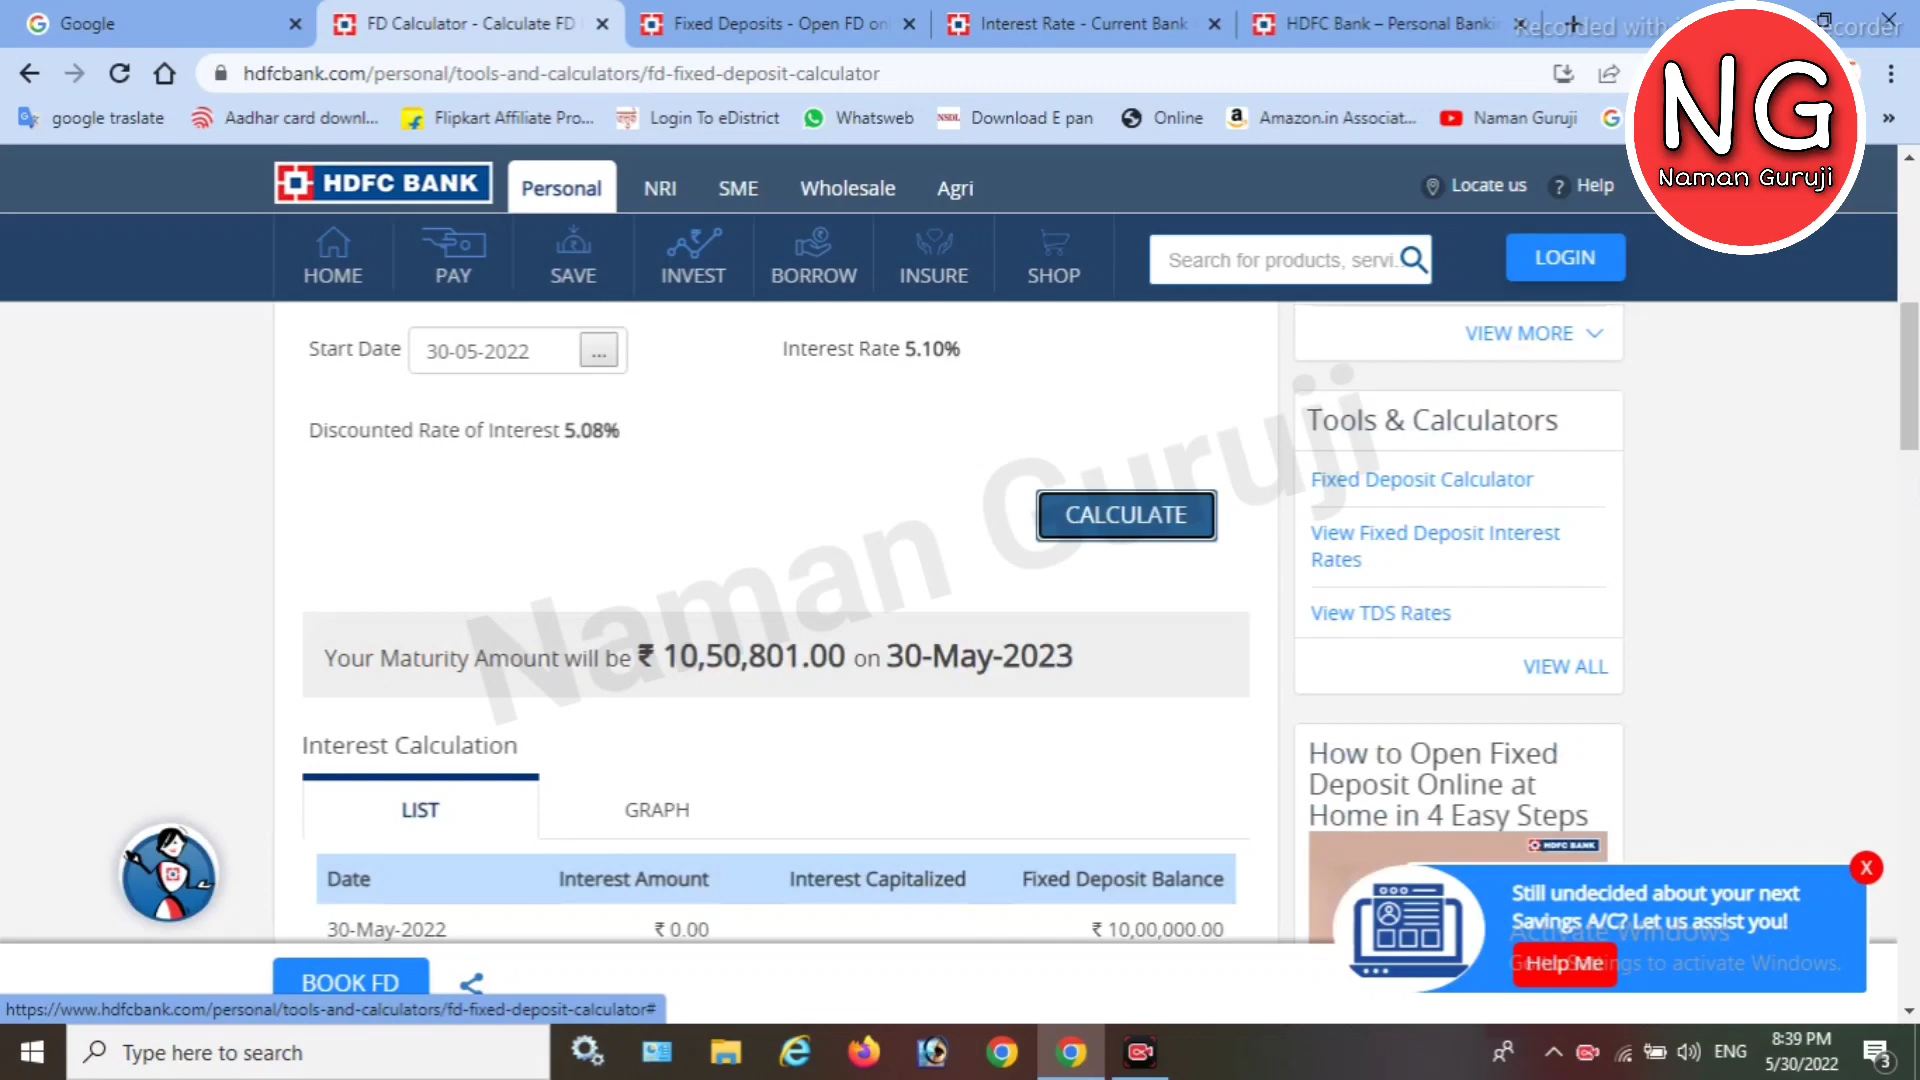 Google
FD Calculator - Calculate FD
Fixed Deposits - Open FD on
Interest Rate - Current Bank
HDFC Bank – Personal Bankin
Recorded with
ecorder
hdfcbank.com/personal/tools-and-calculators/fd-fixed-deposit-calculator
google traslate
Aadhar card downl...
Flipkart Affiliate Pro...
Login To eDistrict
Whatsweb
NSDL
Download E pan
Online
Amazon.in Associat...
Naman Guruji
NG
Naman Guruji
HDFC BANK
Personal
NRI
SME
Wholesale
Agri
Locate us
? Help
HOME
PAY
SAVE
INVEST
BORROW
INSURE
SHOP
Search for products, servi..
LOGIN
Start Date 30-05-2022 ...
Interest Rate 5.10%
VIEW MORE
Discounted Rate of Interest 5.08%
Tools & Calculators
Fixed Deposit Calculator
View Fixed Deposit Interest
Rates
View TDS Rates
VIEW ALL
CALCULATE
Naman Guruji
Your Maturity Amount will be ₹ 10,50,801.00 on 30-May-2023
Interest Calculation
LIST
GRAPH
Date Interest Amount Interest Capitalized Fixed Deposit Balance
30-May-2022 ₹ 0.00 ₹ 10,00,000.00
How to Open Fixed
Deposit Online at
Home in 4 Easy Steps
HDFC BANK
X
Still undecided about your next
Savings A/C? Let us assist you!
Activate Windows
Help Me
Go to Settings to activate Windows.
BOOK FD
https://www.hdfcbank.com/personal/tools-and-calculators/fd-fixed-deposit-calculator#
Type here to search
ENG
8:39 PM
5/30/2022
3